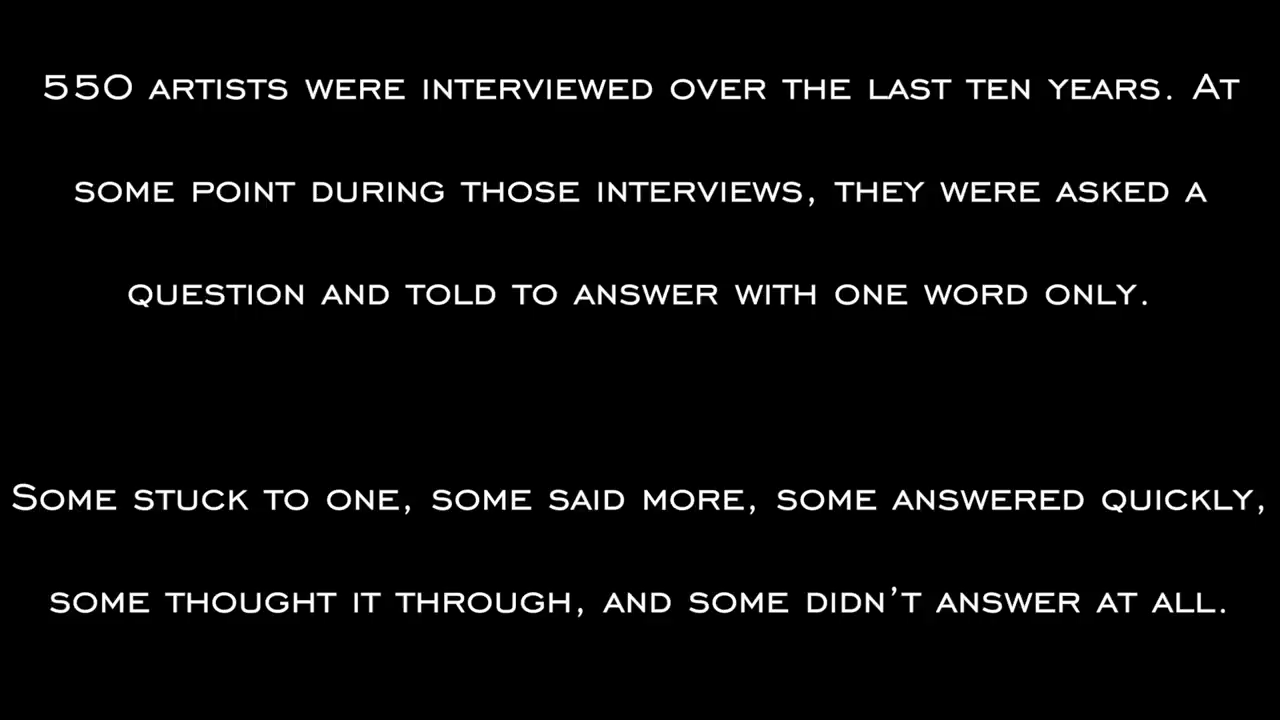 550 ARTISTS WERE INTERVIEWED OVER THE LAST TEN YEARS. AT
SOME POINT DURING THOSE INTERVIEWS, THEY WERE ASKED A
QUESTION AND TOLD TO ANSWER WITH ONE WORD ONLY.
SOME STUCK TO ONE, SOME SAID MORE, SOME ANSWERED QUICKLY,
SOME THOUGHT IT THROUGH, AND SOME DIDN’T ANSWER AT ALL.